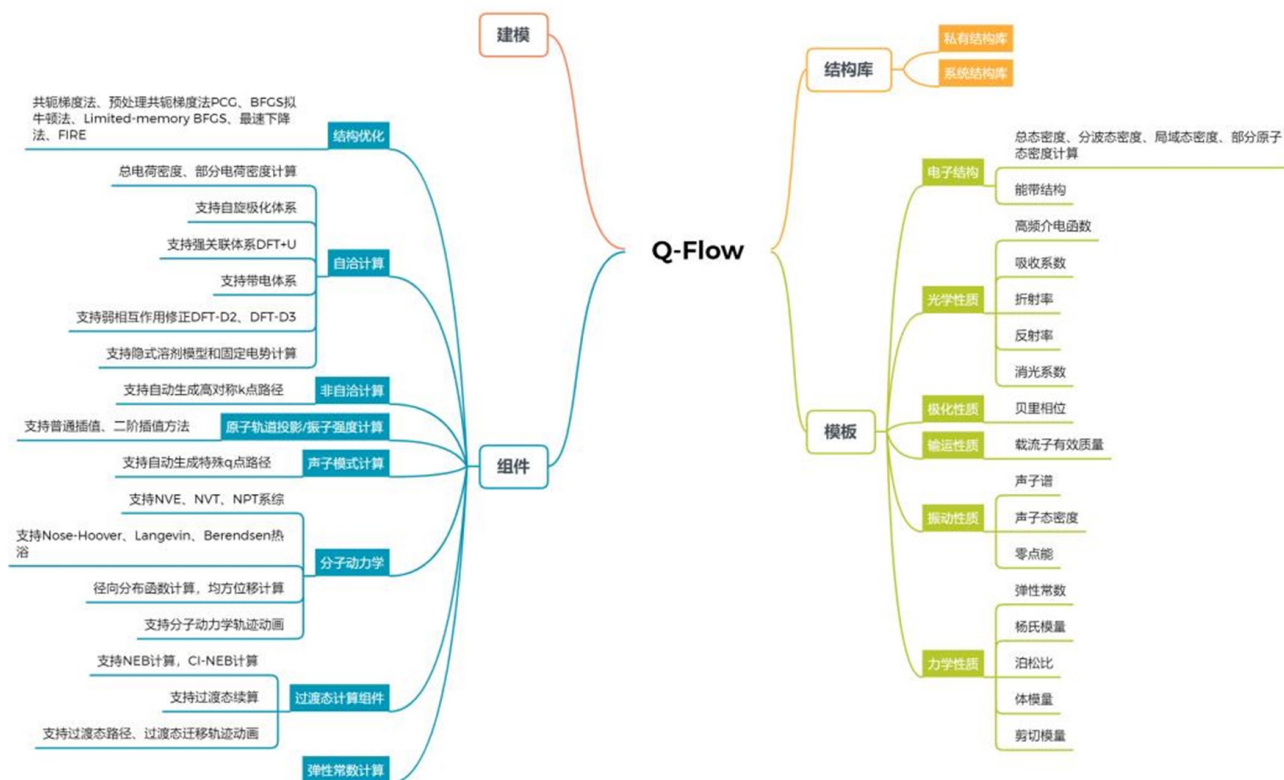 建模
共轭梯度法、预处理共轭梯度法PCG、BFGS拟
牛顿法、Limited-memory BFGS、最速下降
法、FIRE
结构优化
总电荷密度、部分电荷密度计算
支持自旋极化体系
支持强关联体系DFT+U
自洽计算
支持带电体系
支持弱相互作用修正DFT-D2、DFT-D3
支持隐式溶剂模型和固定电势计算
支持自动生成高对称k点路径
非自洽计算
支持普通插值、二阶插值方法
原子轨道投影/振子强度计算
支持自动生成特殊q点路径
声子模式计算
组件
支持NVE、NVT、NPT系综
支持Nose-Hoover、Langevin、Berendsen热
浴
分子动力学
径向分布函数计算，均方位移计算
支持分子动力学轨迹动画
支持NEB计算，CI-NEB计算
支持过渡态续算
过渡态计算组件
支持过渡态路径、过渡态迁移轨迹动画
弹性常数计算
Q-Flow
结构库
私有结构库
系统结构库
总态密度、分波态密度、局域态密度、部分原子
态密度计算
电子结构
能带结构
高频介电函数
吸收系数
光学性质
折射率
反射率
消光系数
模板
极化性质
贝里相位
输运性质
载流子有效质量
声子谱
振动性质
声子态密度
零点能
弹性常数
杨氏模量
力学性质
泊松比
体模量
剪切模量